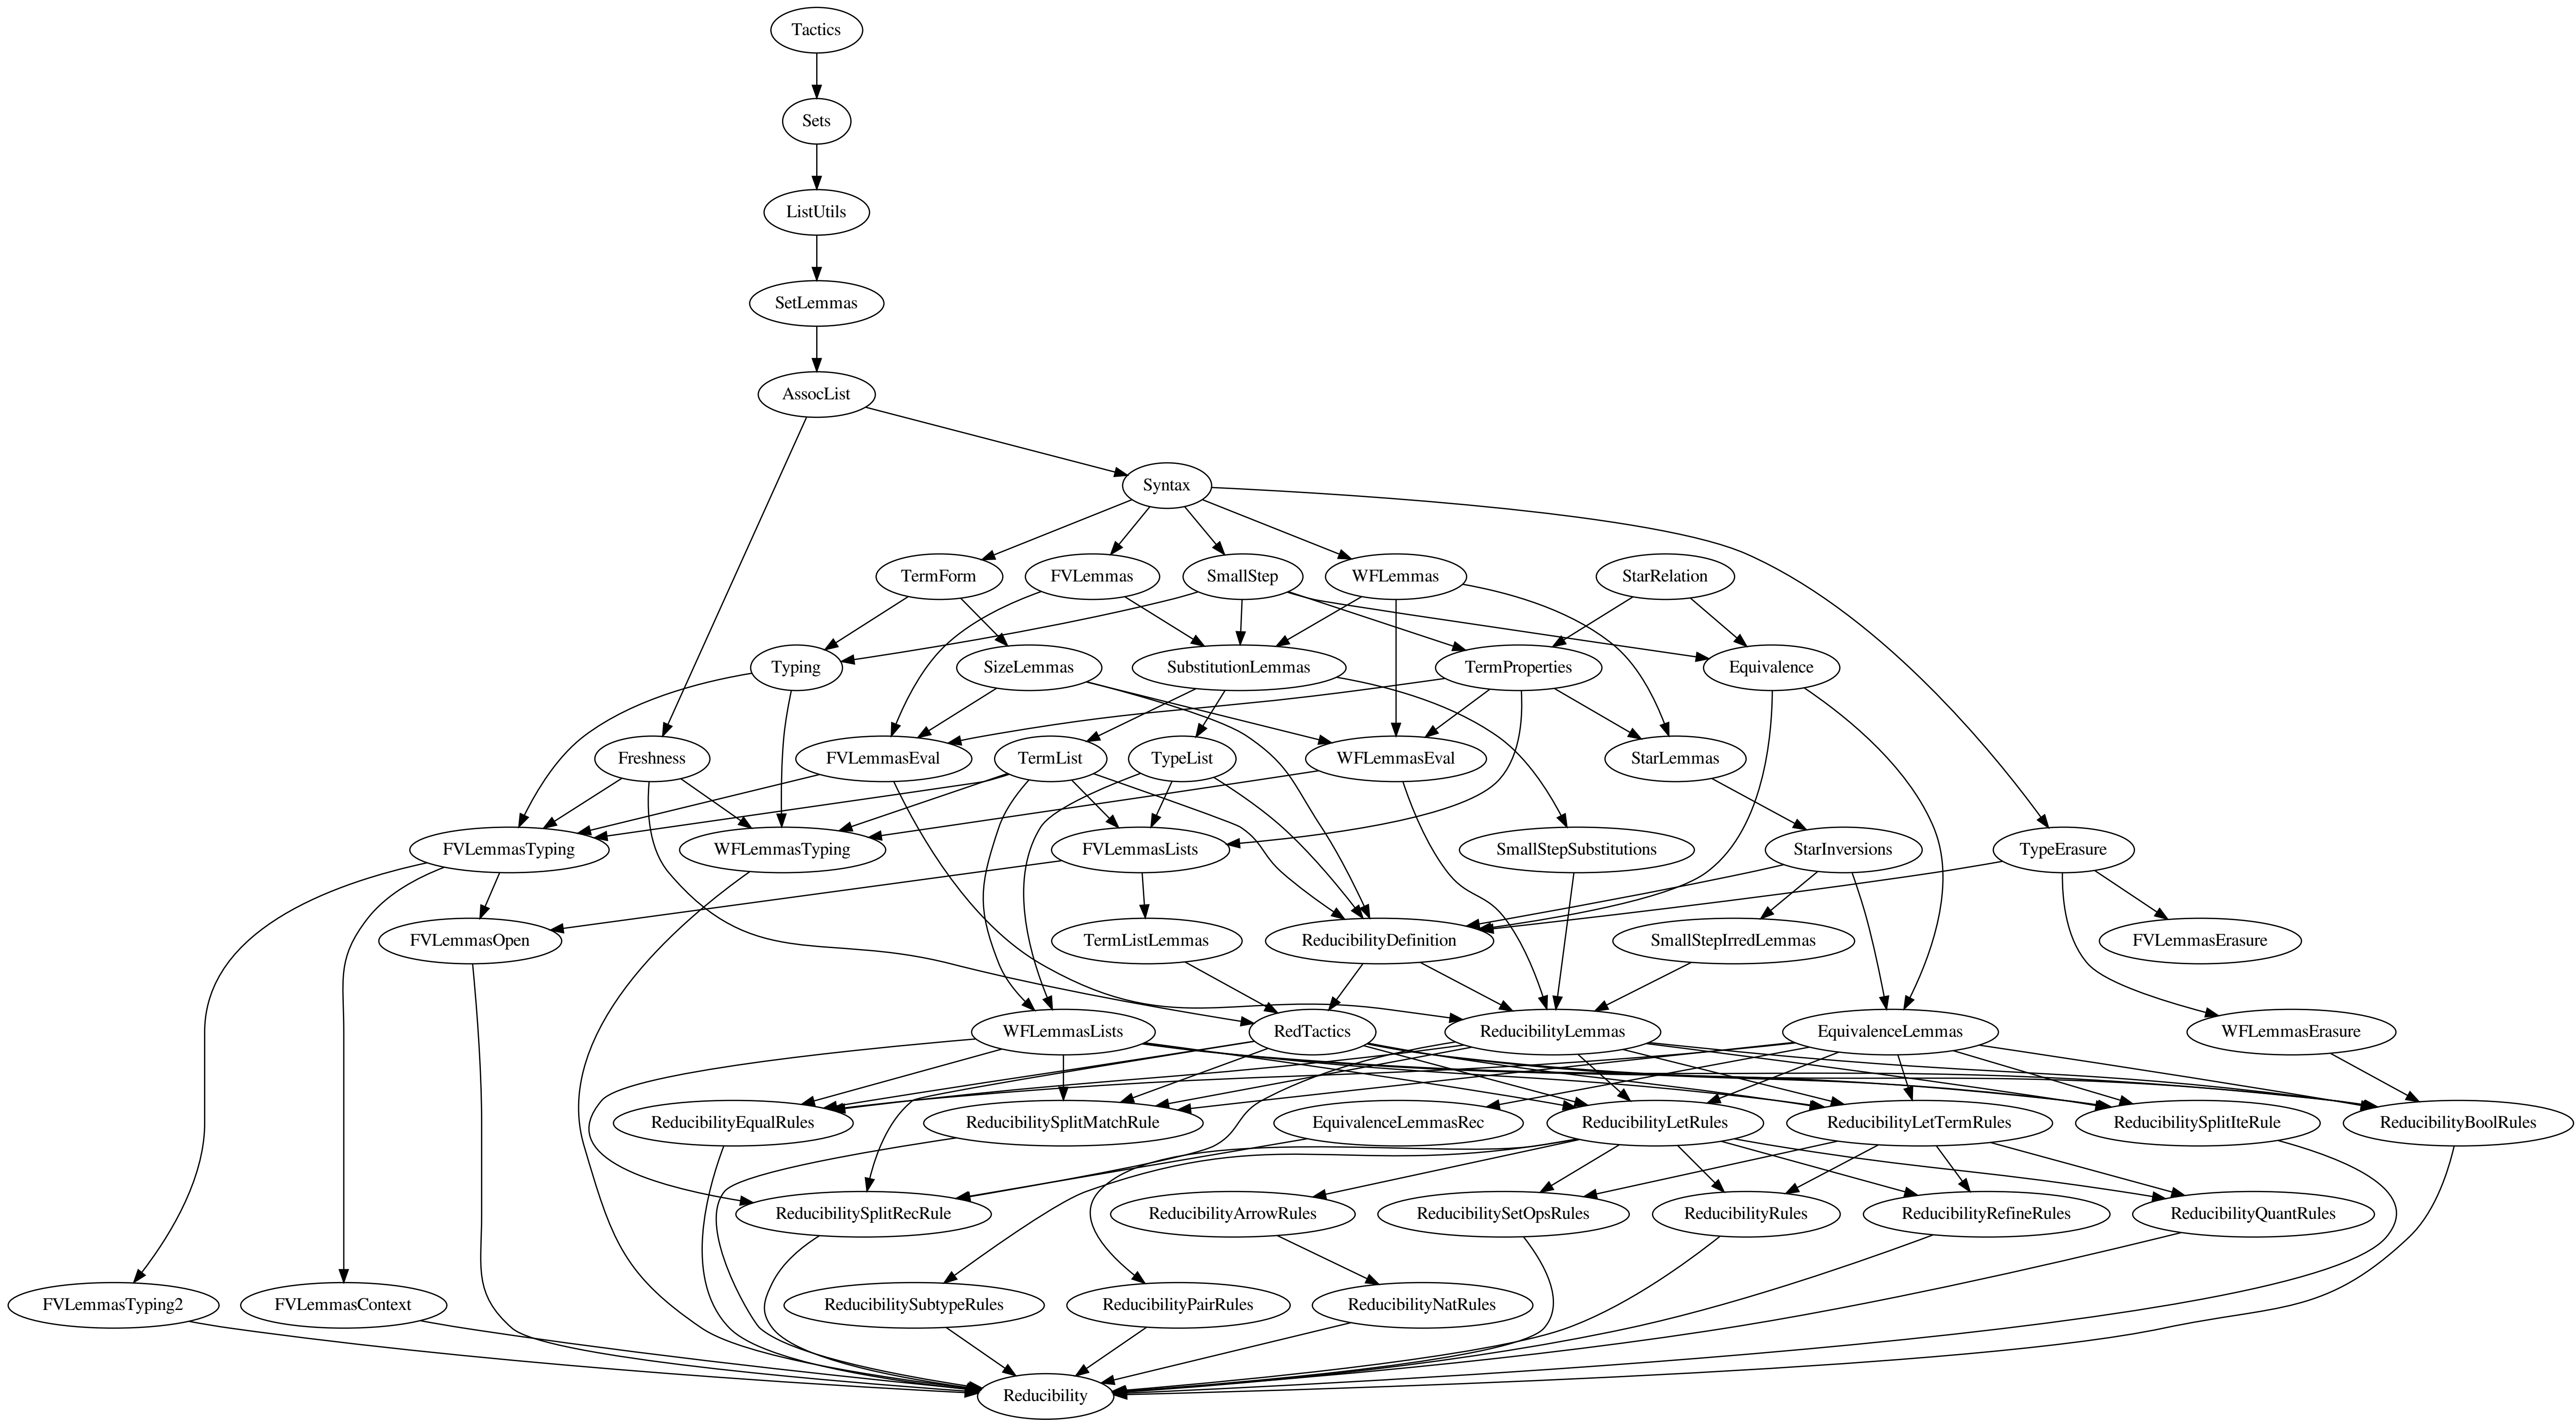 Tactics
Sets
ListUtils
SetLemmas
AssocList
Syntax
TermForm
FVLemmas
SmallStep
WFLemmas
StarRelation
Typing
SizeLemmas
SubstitutionLemmas
TermProperties
Equivalence
Freshness
FVLemmasEval
TermList
TypeList
WFLemmasEval
StarLemmas
FVLemmasTyping
WFLemmasTyping
FVLemmasLists
SmallStepSubstitutions
StarInversions
TypeErasure
FVLemmasOpen
TermListLemmas
ReducibilityDefinition
SmallStepIrredLemmas
FVLemmasErasure
WFLemmasLists
RedTactics
ReducibilityLemmas
EquivalenceLemmas
WFLemmasErasure
ReducibilityEqualRules
ReducibilitySplitMatchRule
EquivalenceLemmasRec
ReducibilityLetRules
ReducibilityLetTermRules
ReducibilitySplitIteRule
ReducibilityBoolRules
ReducibilitySplitRecRule
ReducibilityArrowRules
ReducibilitySetOpsRules
ReducibilityRules
ReducibilityRefineRules
ReducibilityQuantRules
FVLemmasTyping2
FVLemmasContext
ReducibilitySubtypeRules
ReducibilityPairRules
ReducibilityNatRules
Reducibility